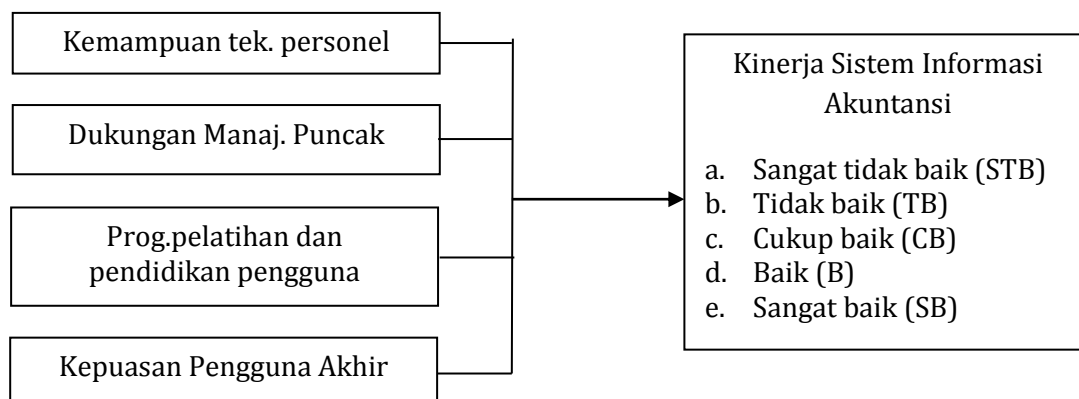 Kemampuan tek. personel
Dukungan Manaj. Puncak
Prog.pelatihan dan
pendidikan pengguna
Kepuasan Pengguna Akhir
Kinerja Sistem Informasi
Akuntansi
a. Sangat tidak baik (STB)
b. Tidak baik (TB)
c. Cukup baik (CB)
d. Baik (B)
e. Sangat baik (SB)